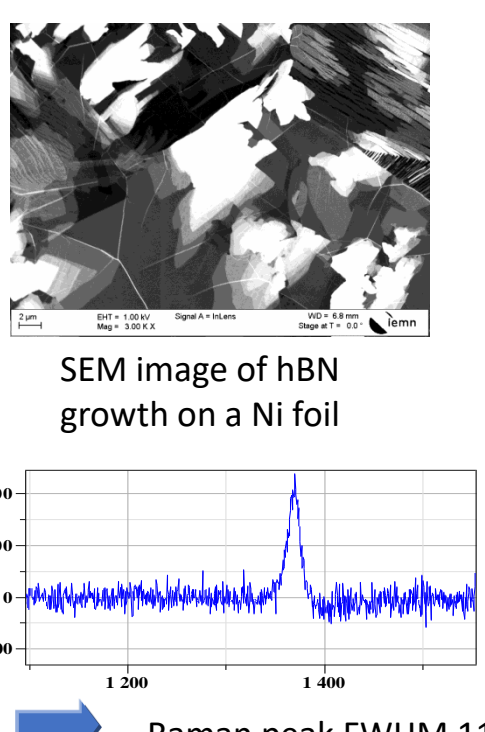 2 µm
EHT = 1.00 kV Signal A = InLens WD = 6.8 mm
Mag = 3.00 K X Stage at T = 0.0 °
iemn
SEM image of hBN
growth on a Ni foil
0
1 200 1 400
Raman peak FWHM 11